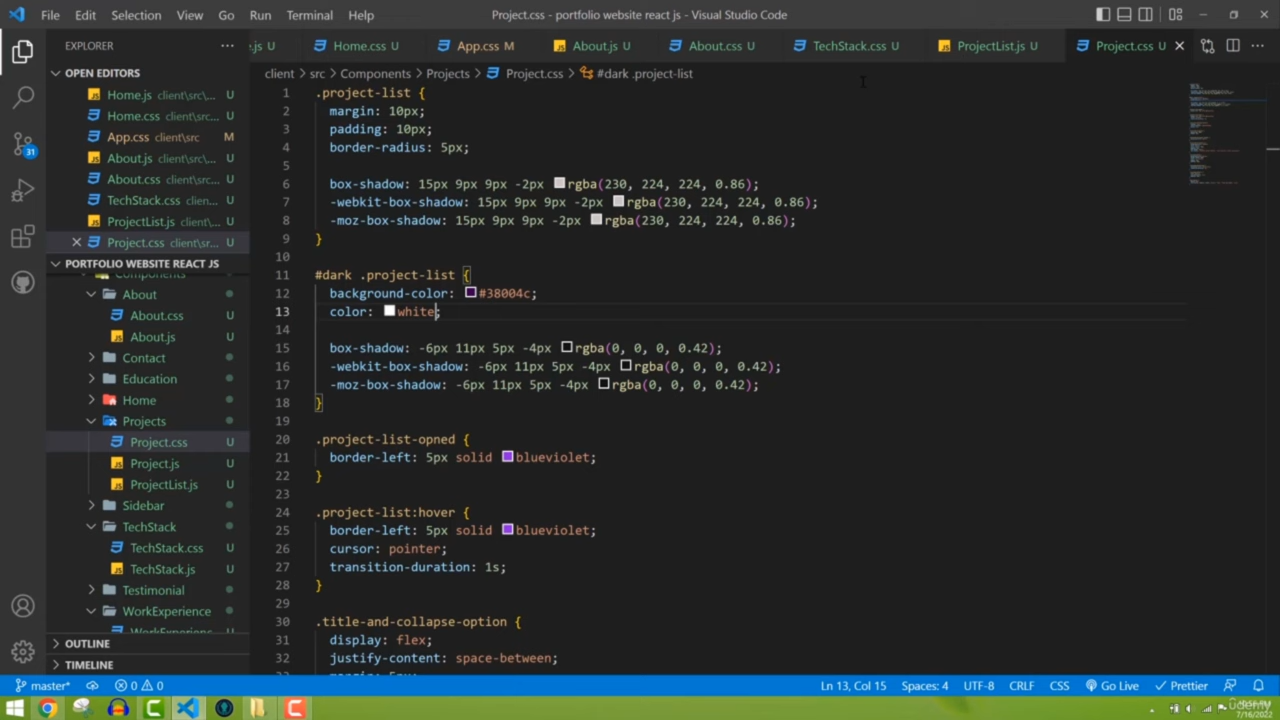 File Edit Selection View Go Run Terminal Help
Project.css - portfolio website react js - Visual Studio Code
EXPLORER
e.js U Home.css U App.css M About.js U About.css U TechStack.css U ProjectList.js U Project.css U
OPEN EDITORS
Home.js client\src\... U
Home.css client\src\... U
App.css client\src M
About.js client\src\... U
About.css client\src\... U
TechStack.css client\... U
ProjectList.js client\... U
Project.css client\sr... U
PORTFOLIO WEBSITE REACT JS
Components
About
About.css U
About.js U
Contact
Education
Home
Projects
Project.css U
Project.js U
ProjectList.js U
Sidebar
TechStack
TechStack.css U
TechStack.js U
Testimonial
WorkExperience
OUTLINE
TIMELINE
31
client > src > Components > Projects > Project.css > #dark .project-list
1 .project-list {
2 margin: 10px;
3 padding: 10px;
4 border-radius: 5px;
5
6 box-shadow: 15px 9px 9px -2px rgba(230, 224, 224, 0.86);
7 -webkit-box-shadow: 15px 9px 9px -2px rgba(230, 224, 224, 0.86);
8 -moz-box-shadow: 15px 9px 9px -2px rgba(230, 224, 224, 0.86);
9 }
10
11 #dark .project-list {
12 background-color: #38004c;
13 color: white;
14
15 box-shadow: -6px 11px 5px -4px rgba(0, 0, 0, 0.42);
16 -webkit-box-shadow: -6px 11px 5px -4px rgba(0, 0, 0, 0.42);
17 -moz-box-shadow: -6px 11px 5px -4px rgba(0, 0, 0, 0.42);
18 }
19
20 .project-list-opned {
21 border-left: 5px solid blueviolet;
22 }
23
24 .project-list:hover {
25 border-left: 5px solid blueviolet;
26 cursor: pointer;
27 transition-duration: 1s;
28 }
29
30 .title-and-collapse-option {
31 display: flex;
32 justify-content: space-between;
master* 0 0
Ln 13, Col 15 Spaces: 4 UTF-8 CRLF CSS Go Live Prettier
udemy
7/16/2022